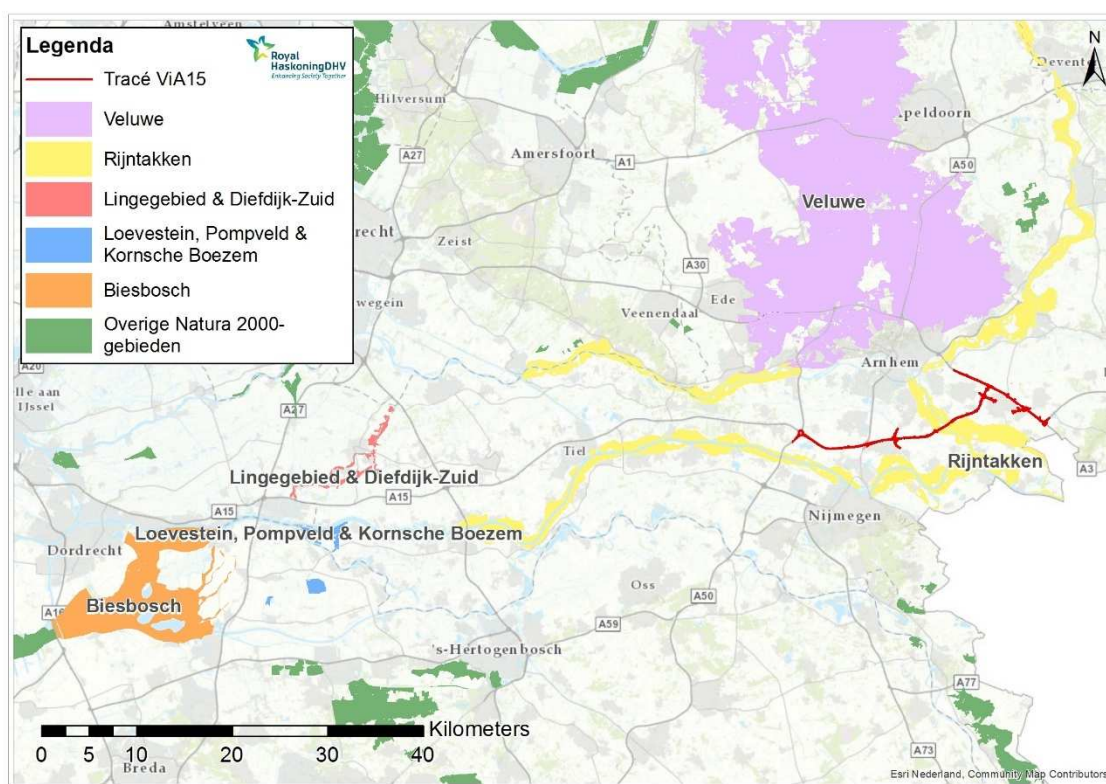 Legenda
Royal
HaskoningDHV
Enhancing Society Together
Tracé ViA15
Veluwe
Rijntakken
Lingegebied & Diefdijk-Zuid
Loevestein, Pompveld &
Kornsche Boezem
Biesbosch
Overige Natura 2000-
gebieden
N
Deventer
Hilversum
Apeldoorn
A27
Amersfoort
A1
A50
Veluwe
Zeist
A30
Ede
Veenendaal
Arnhem
A20
A27
Tiel
Rijntakken
A3
Lingegebied & Diefdijk-Zuid
A15
A15
Loevestein, Pompveld & Kornsche Boezem
Nijmegen
Dordrecht
Oss
A50
Biesbosch
A16
A59
's-Hertogenbosch
A77
Kilometers
0 5 10 20 30 40
A73
Breda
Esri Nederland, Community Map Contributors